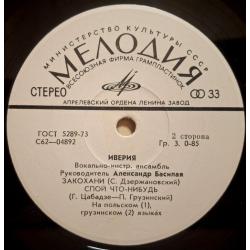 МИНИСТЕРСТВО КУЛЬТУРЫ СССР
МЕЛОДИЯ
ВСЕСОЮЗНАЯ ФИРМА ГРАМПЛАСТИНОК
СТЕРЕО
33
АПРЕЛЕВСКИЙ ОРДЕНА ЛЕНИНА ЗАВОД
ГОСТ 5289-73
2 сторона
С62—04892
Гр. 3. 0-85
ИВЕРИЯ
Вокально-инстр. ансамбль
Руководитель Александр Басилая
ЗАКОХАНИ (С. Дзержановский)
СПОЙ ЧТО-НИБУДЬ
(Г. Цабадзе—П. Грузинский)
На польском (1),
грузинском (2) языках